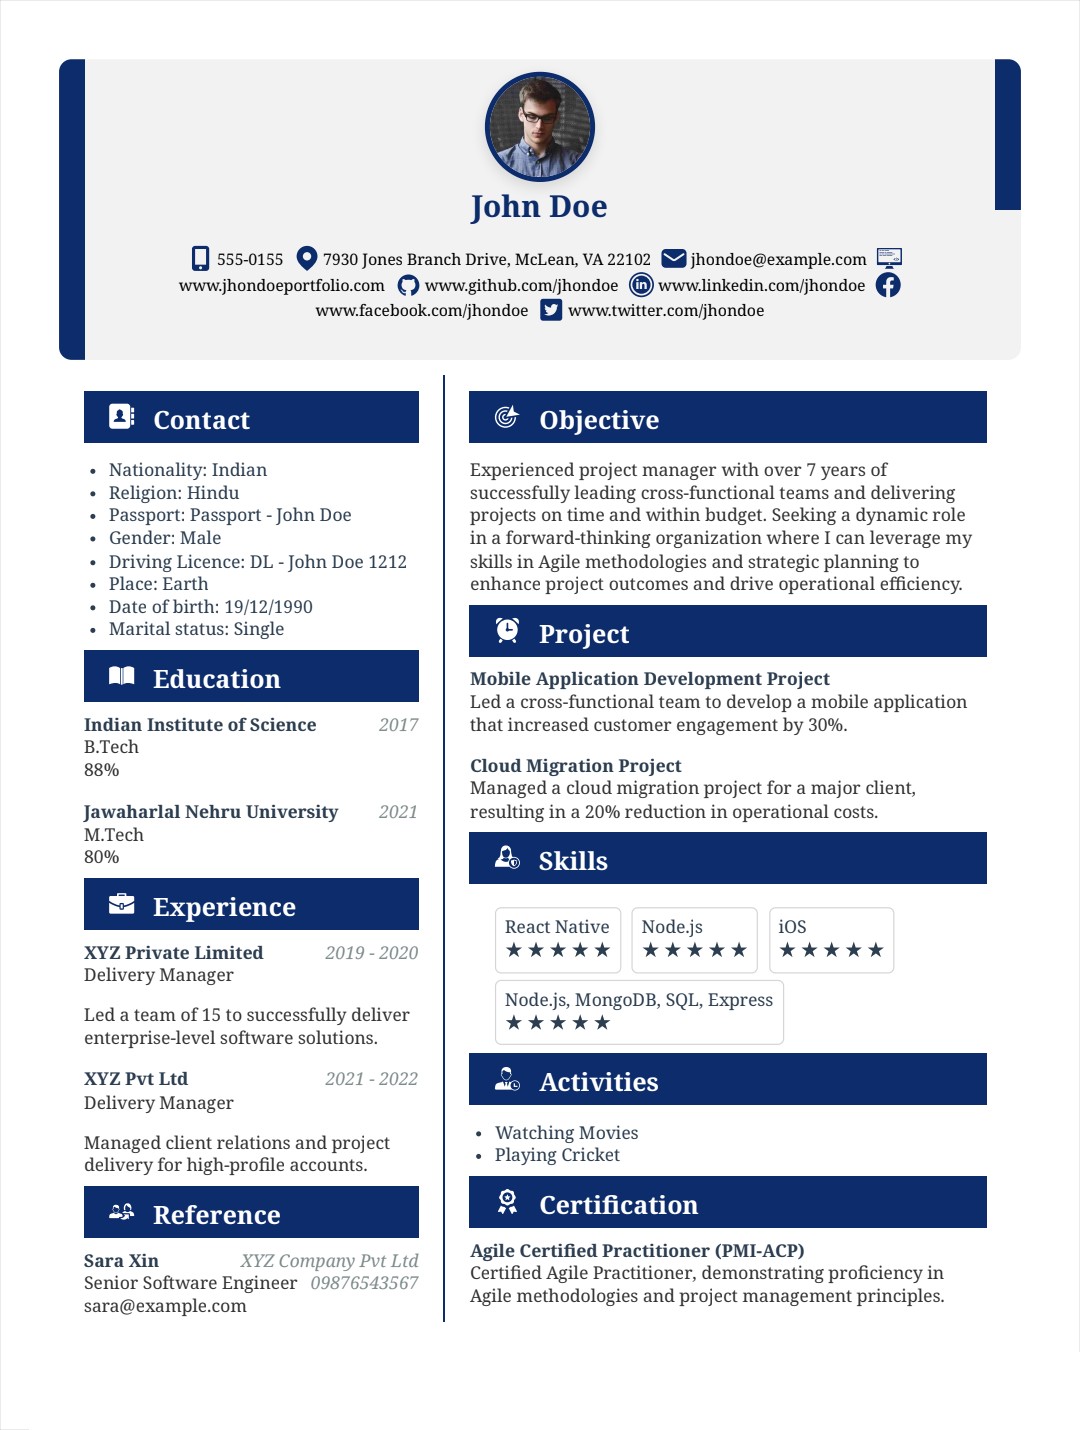 John Doe
555-0155 7930 Jones Branch Drive, McLean, VA 22102 jhondoe@example.com
www.jhondoeportfolio.com www.github.com/jhondoe www.linkedin.com/jhondoe
www.facebook.com/jhondoe www.twitter.com/jhondoe
Contact
• Nationality: Indian
• Religion: Hindu
• Passport: Passport - John Doe
• Gender: Male
• Driving Licence: DL - John Doe 1212
• Place: Earth
• Date of birth: 19/12/1990
• Marital status: Single
Education
Indian Institute of Science 2017
B.Tech
88%
Jawaharlal Nehru University 2021
M.Tech
80%
Experience
XYZ Private Limited 2019 - 2020
Delivery Manager
Led a team of 15 to successfully deliver
enterprise-level software solutions.
XYZ Pvt Ltd 2021 - 2022
Delivery Manager
Managed client relations and project
delivery for high-profile accounts.
Reference
Sara Xin XYZ Company Pvt Ltd
Senior Software Engineer 09876543567
sara@example.com
Objective
Experienced project manager with over 7 years of
successfully leading cross-functional teams and delivering
projects on time and within budget. Seeking a dynamic role
in a forward-thinking organization where I can leverage my
skills in Agile methodologies and strategic planning to
enhance project outcomes and drive operational efficiency.
Project
Mobile Application Development Project
Led a cross-functional team to develop a mobile application
that increased customer engagement by 30%.
Cloud Migration Project
Managed a cloud migration project for a major client,
resulting in a 20% reduction in operational costs.
Skills
React Native Node.js iOS
★★★★★ ★★★★★ ★★★★★
Node.js, MongoDB, SQL, Express
★★★★★
Activities
• Watching Movies
• Playing Cricket
Certification
Agile Certified Practitioner (PMI-ACP)
Certified Agile Practitioner, demonstrating proficiency in
Agile methodologies and project management principles.